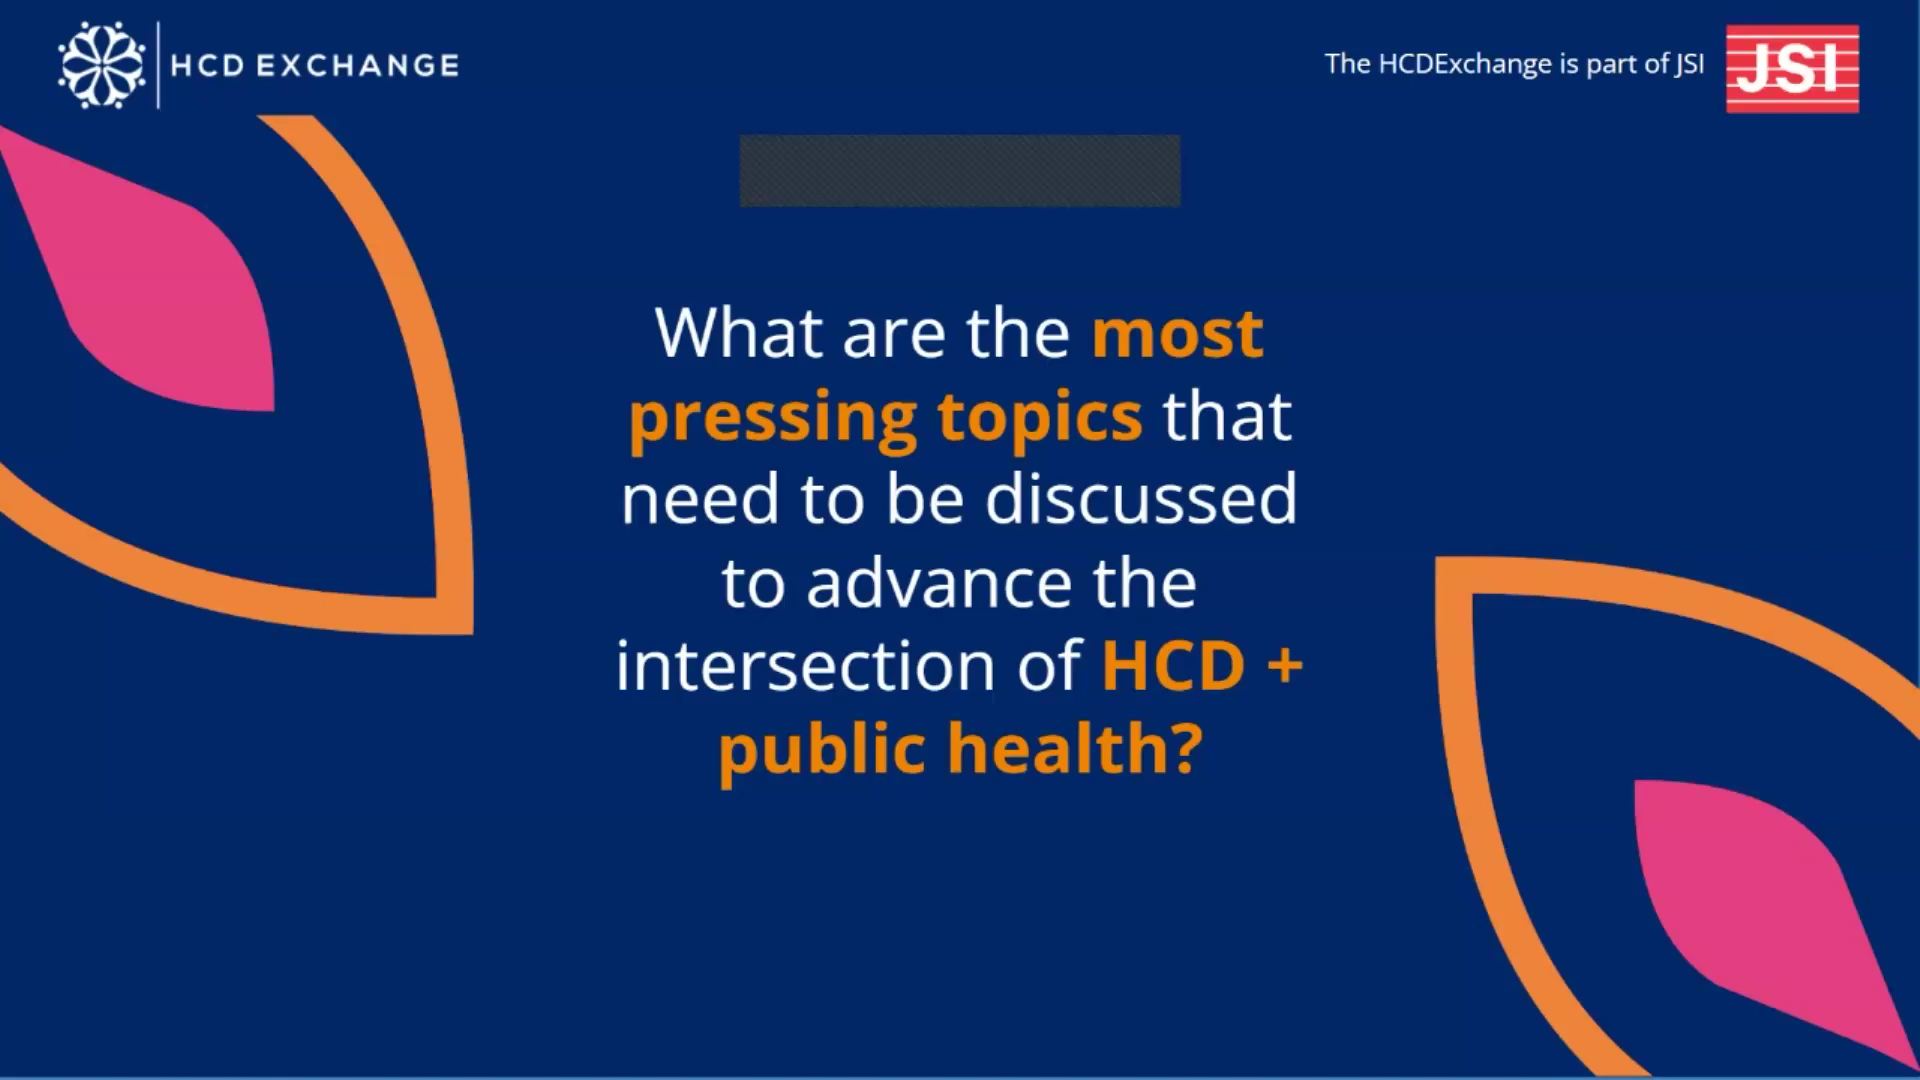 HCD EXCHANGE
The HCDExchange is part of JSI
JSI
What are the most
pressing topics that
need to be discussed
to advance the
intersection of HCD +
public health?